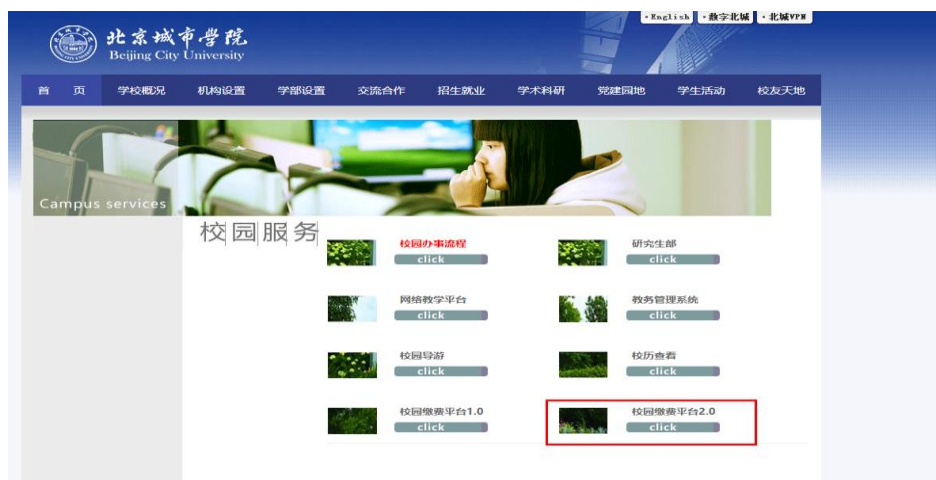 ·English ·数字北城 ·北城VPN
北京城市学院
Beijing City University
首 页 学校概况 机构设置 学部设置 交流合作 招生就业 学术科研 党建园地 学生活动 校友天地
Campus services
校园服务
校园办事流程 研究生部
click click
网络教学平台 教务管理系统
click click
校园导游 校历查看
click click
校园缴费平台1.0 校园缴费平台2.0
click click